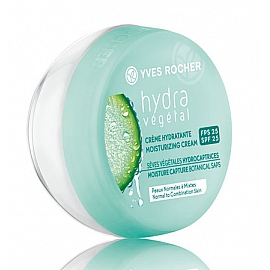 YVES ROCHER
hydra
végétal
CRÈME HYDRATANTE
MOISTURIZING CREAM
FPS 25
SPF 25
SÈVES VÉGÉTALES HYDROCAPTRICES
MOISTURE CAPTURE BOTANICAL SAPS
Peaux Normales à Mixtes
Normal to Combination Skin